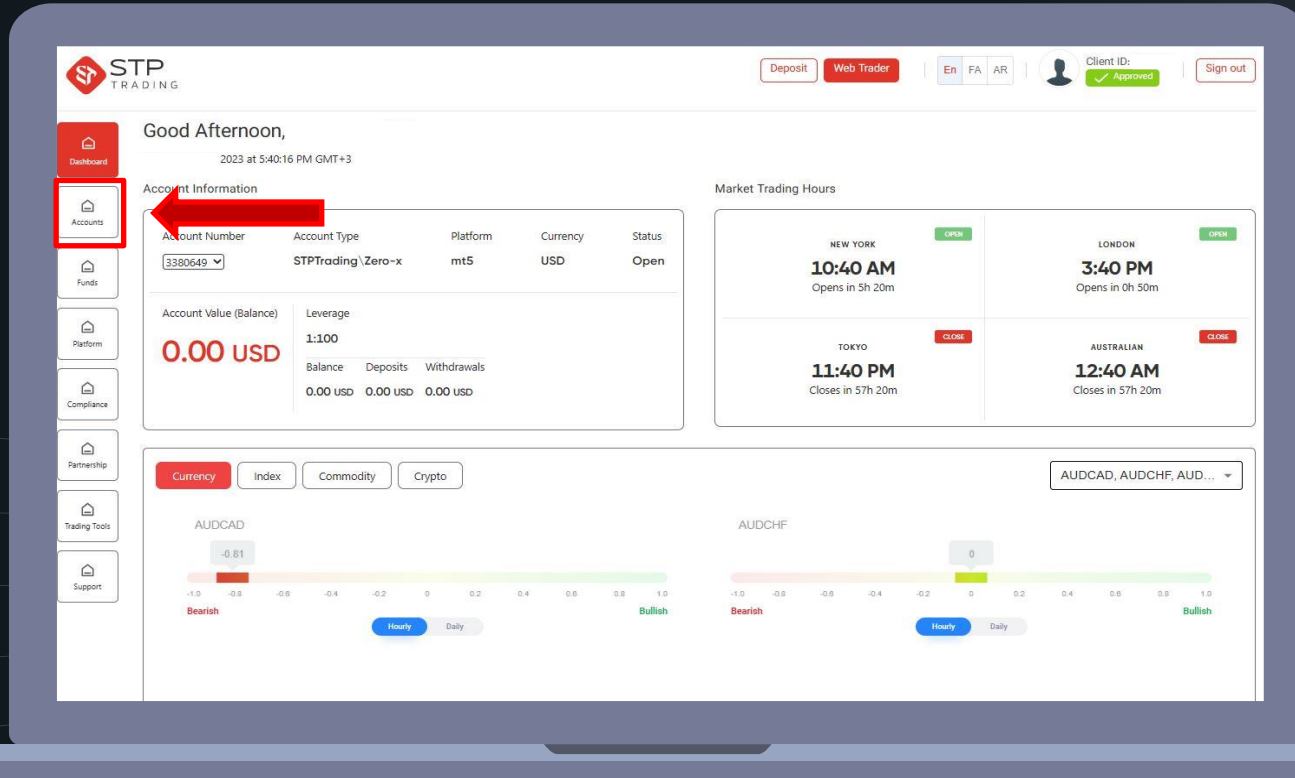 STP
TRADING
Deposit
Web Trader
En FA AR
Client ID:
Approved
Sign out
Dashboard
Accounts
Funds
Platform
Compliance
Partnership
Trading Tools
Support
Good Afternoon,
2023 at 5:40:16 PM GMT+3
Account Information
Account Number Account Type Platform Currency Status
3380649 STPTrading\Zero-x mt5 USD Open
Account Value (Balance)
0.00 USD
Leverage
1:100
Balance Deposits Withdrawals
0.00 USD 0.00 USD 0.00 USD
Market Trading Hours
OPEN
NEW YORK
10:40 AM
Opens in 5h 20m
OPEN
LONDON
3:40 PM
Opens in 0h 50m
CLOSE
TOKYO
11:40 PM
Closes in 57h 20m
CLOSE
AUSTRALIAN
12:40 AM
Closes in 57h 20m
Currency Index Commodity Crypto
AUDCAD, AUDCHF, AUD...
AUDCAD
-0.81
-1.0 -0.8 -0.6 -0.4 -0.2 0 0.2 0.4 0.6 0.8 1.0
Bearish Bullish
Hourly Daily
AUDCHF
0
-1.0 -0.8 -0.6 -0.4 -0.2 0 0.2 0.4 0.6 0.8 1.0
Bearish Bullish
Hourly Daily